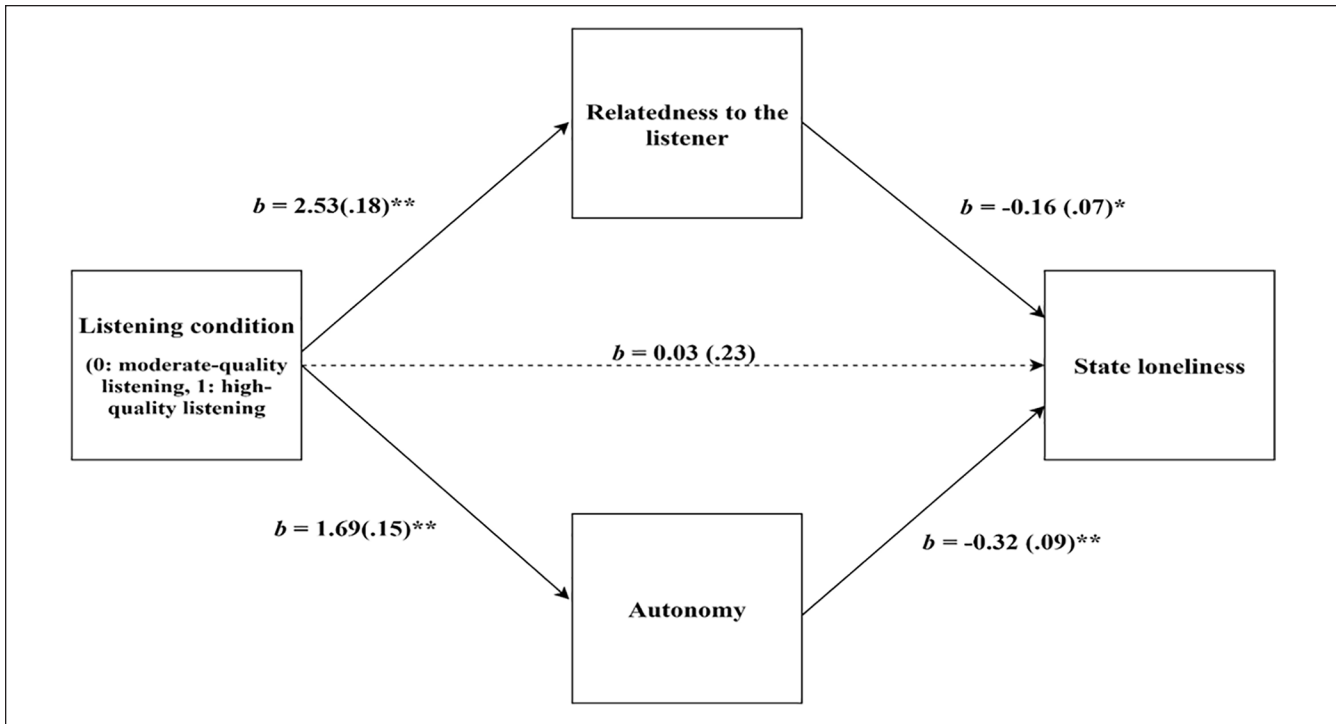 Relatedness to the
listener
b = 2.53(.18)**
b = -0.16 (.07)*
Listening condition
(0: moderate-quality
listening, 1: high-
quality listening
b = 0.03 (.23)
State loneliness
b = 1.69(.15)**
b = -0.32 (.09)**
Autonomy